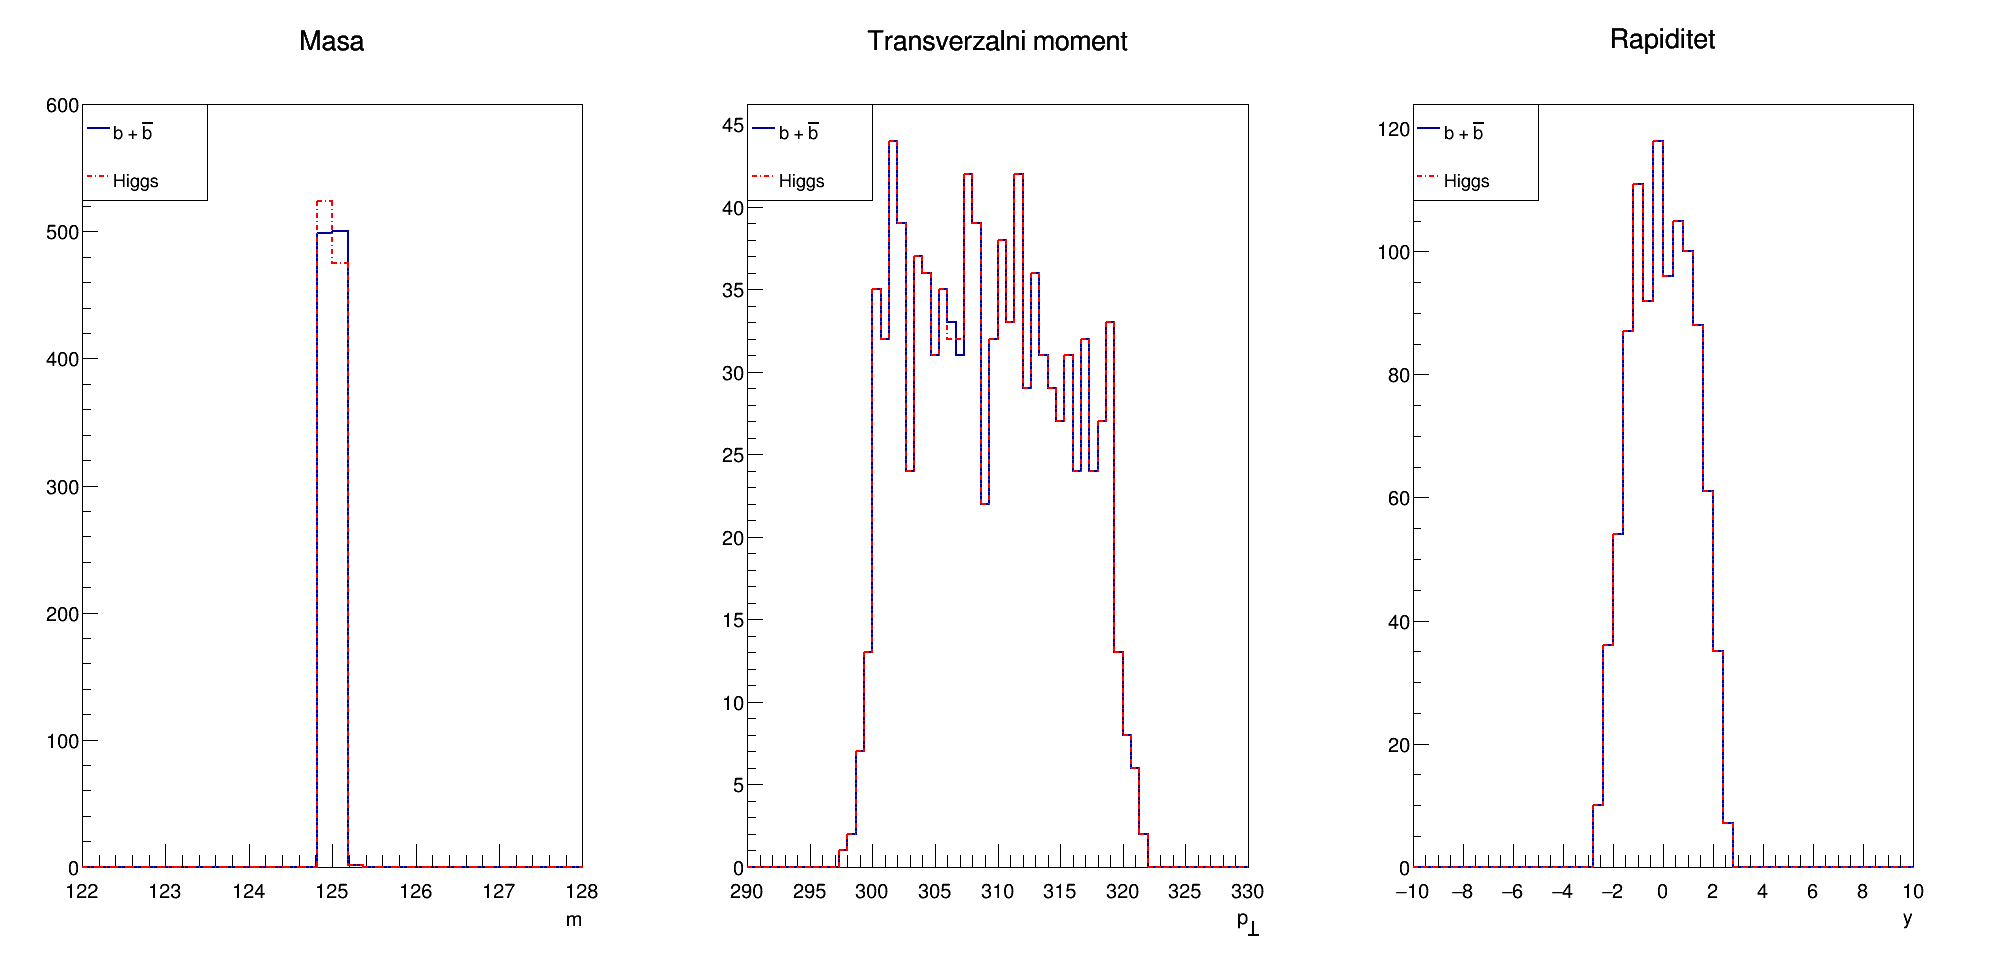 Masa
b + b̅
Higgs
600
500
400
300
200
100
0
122 123 124 125 126 127 128
m
Transverzalni moment
b + b̅
Higgs
45
40
35
30
25
20
15
10
5
0
290 295 300 305 310 315 320 325 330
p⊥
Rapiditet
b + b̅
Higgs
120
100
80
60
40
20
0
−10 −8 −6 −4 −2 0 2 4 6 8 10
y